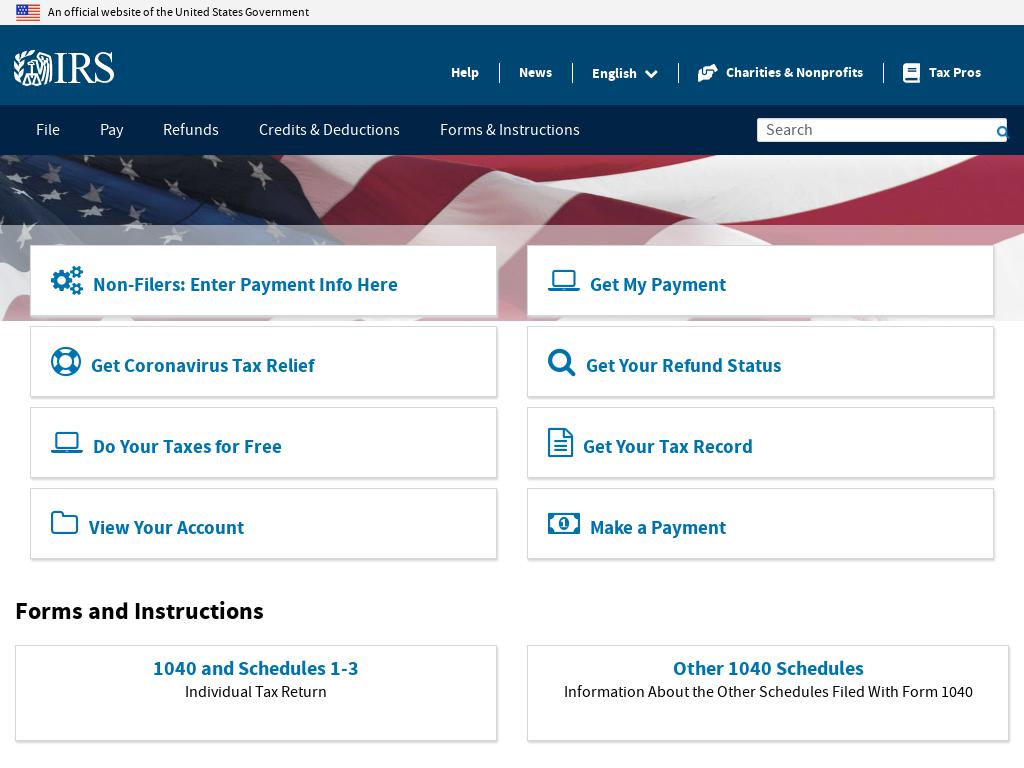 An official website of the United States Government
IRS
Help
News
English
Charities & Nonprofits
Tax Pros
File
Pay
Refunds
Credits & Deductions
Forms & Instructions
Search
Non-Filers: Enter Payment Info Here
Get My Payment
Get Coronavirus Tax Relief
Get Your Refund Status
Do Your Taxes for Free
Get Your Tax Record
View Your Account
Make a Payment
Forms and Instructions
1040 and Schedules 1-3
Individual Tax Return
Other 1040 Schedules
Information About the Other Schedules Filed With Form 1040